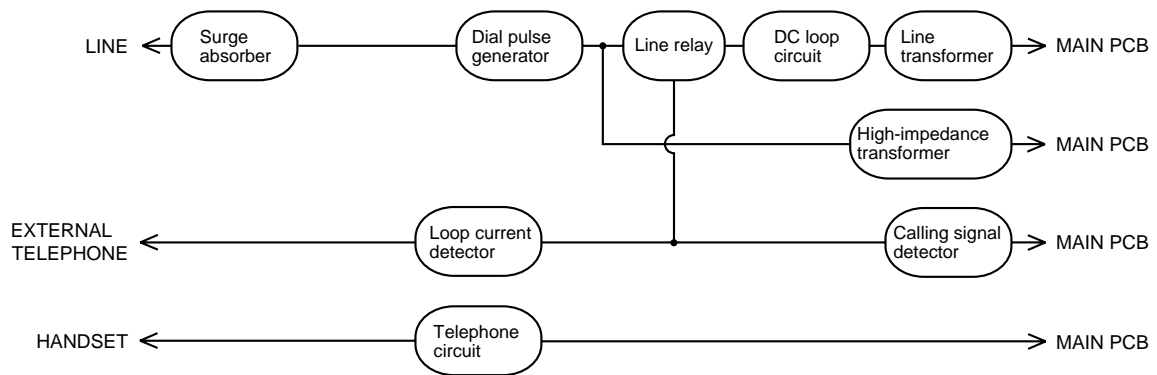 LINE
Surge
absorber
Dial pulse
generator
Line relay
DC loop
circuit
Line
transformer
MAIN PCB
High-impedance
transformer
MAIN PCB
EXTERNAL
TELEPHONE
Loop current
detector
Calling signal
detector
MAIN PCB
HANDSET
Telephone
circuit
MAIN PCB